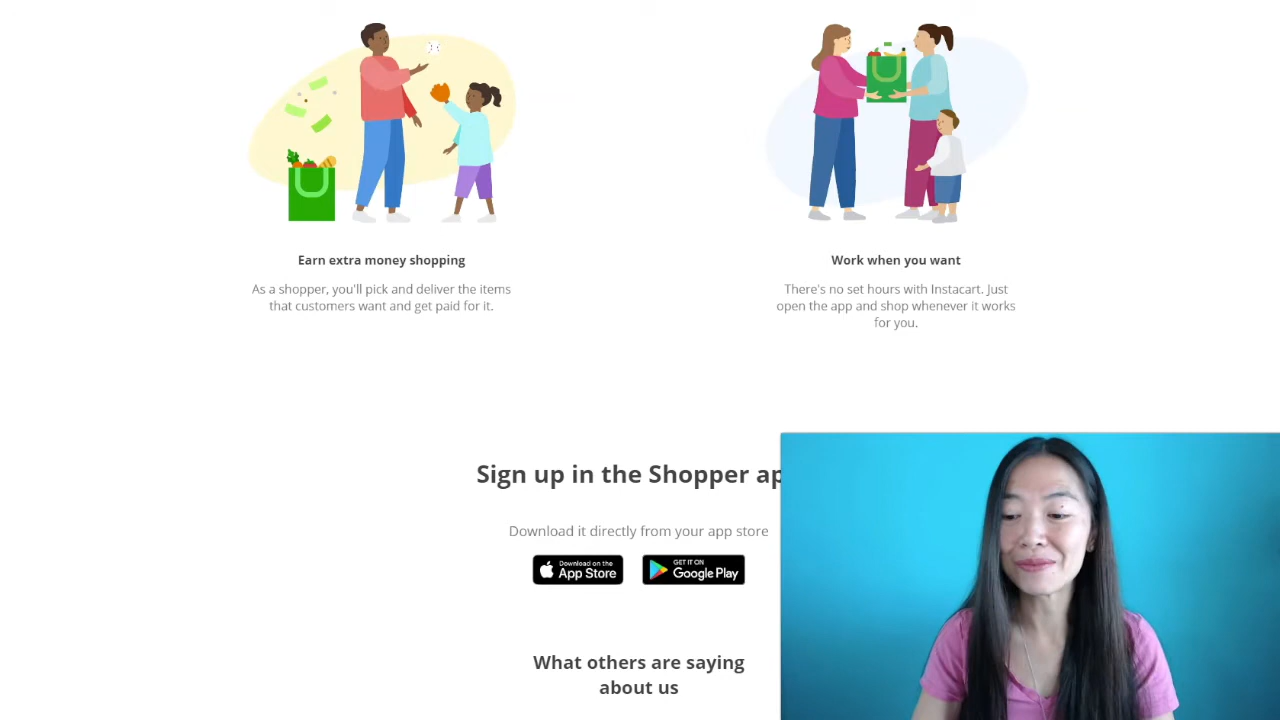 Earn extra money shopping
As a shopper, you'll pick and deliver the items
that customers want and get paid for it.
Work when you want
There's no set hours with Instacart. Just
open the app and shop whenever it works
for you.
Sign up in the Shopper ap
Download it directly from your app store
Download on the
App Store
GET IT ON
Google Play
What others are saying
about us